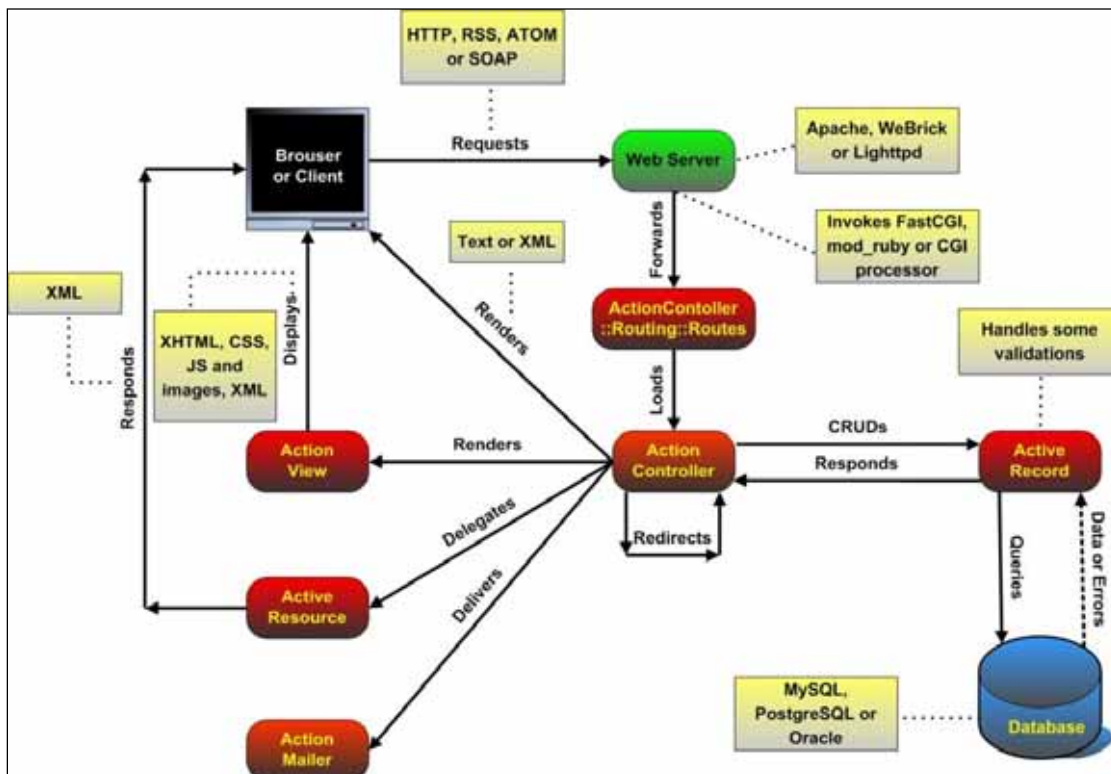 HTTP, RSS, ATOM
or SOAP
Brouser
or Client
Requests
Web Server
Apache, WeBrick
or Lighttpd
Invokes FastCGI,
mod_ruby or CGI
processor
Forwards
Text or XML
XML
XHTML, CSS,
JS and
images, XML
Displays
Renders
Responds
ActionContoller
::Routing::Routes
Handles some
validations
Loads
Action
View
Renders
Action
Controller
CRUDs
Responds
Active
Record
Redirects
Delegates
Delivers
Queries
Data or Errors
Active
Resource
MySQL,
PostgreSQL or
Oracle
Database
Action
Mailer